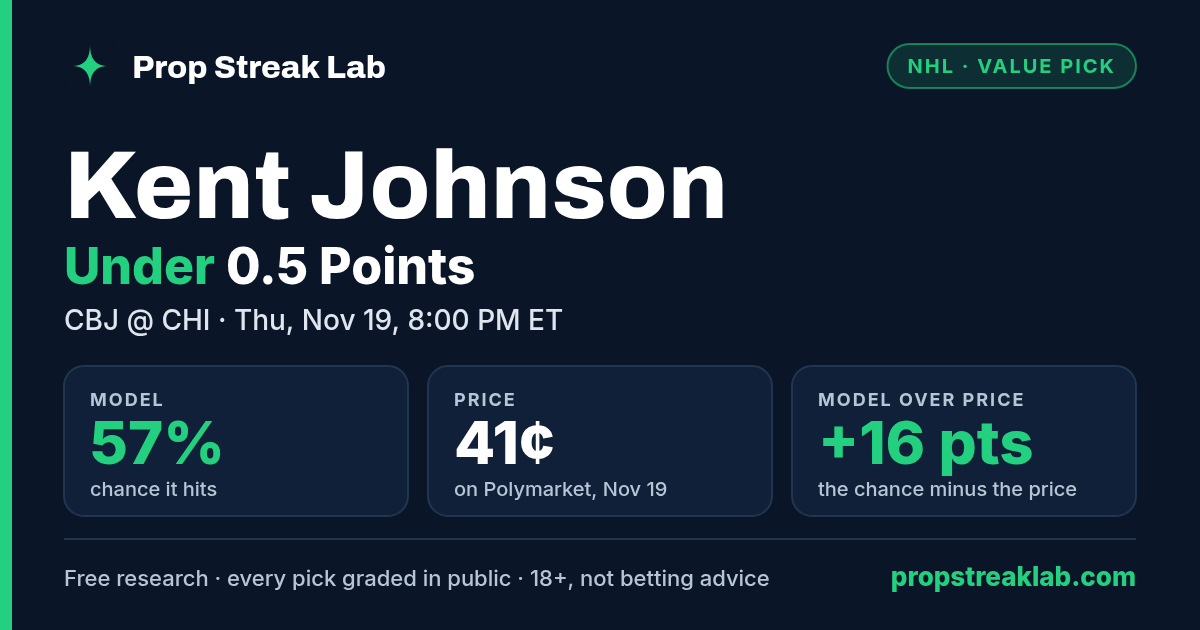 Prop Streak Lab
NHL · VALUE PICK
Kent Johnson
Under 0.5 Points
CBJ @ CHI · Thu, Nov 19, 8:00 PM ET
MODEL
57%
chance it hits
PRICE
41¢
on Polymarket, Nov 19
MODEL OVER PRICE
+16 pts
the chance minus the price
Free research · every pick graded in public · 18+, not betting advice
propstreaklab.com